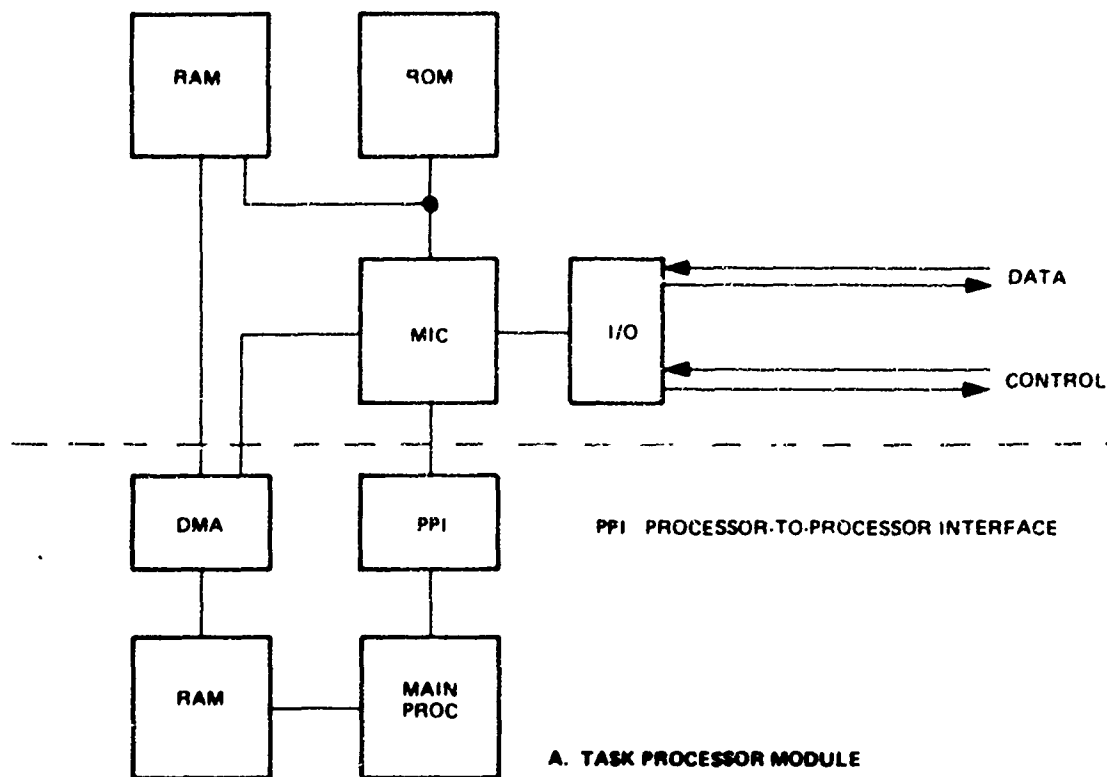 RAM
ROM
MIC
I/O
DATA
CONTROL
DMA
PPI
PPI PROCESSOR-TO-PROCESSOR INTERFACE
RAM
MAIN
PROC
A. TASK PROCESSOR MODULE